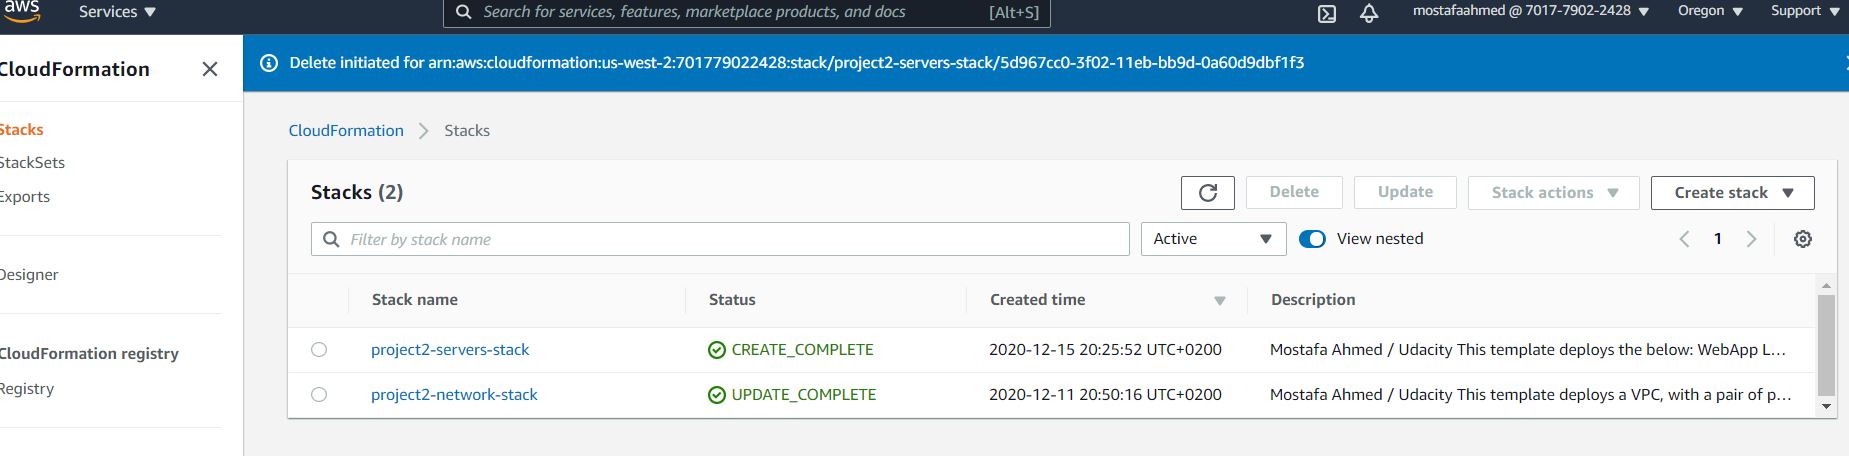 aws Services Search for services, features, marketplace products, and docs [Alt+S] mostafaahmed @ 7017-7902-2428 Oregon Support
CloudFormation
Delete initiated for arn:aws:cloudformation:us-west-2:701779022428:stack/project2-servers-stack/5d967cc0-3f02-11eb-bb9d-0a60d9dbf1f3
Stacks
StackSets
Exports
Designer
CloudFormation registry
Registry
CloudFormation > Stacks
Stacks (2) Delete Update Stack actions Create stack
Filter by stack name Active View nested 1
Stack name Status Created time Description
project2-servers-stack CREATE_COMPLETE 2020-12-15 20:25:52 UTC+0200 Mostafa Ahmed / Udacity This template deploys the below: WebApp L...
project2-network-stack UPDATE_COMPLETE 2020-12-11 20:50:16 UTC+0200 Mostafa Ahmed / Udacity This template deploys a VPC, with a pair of p...